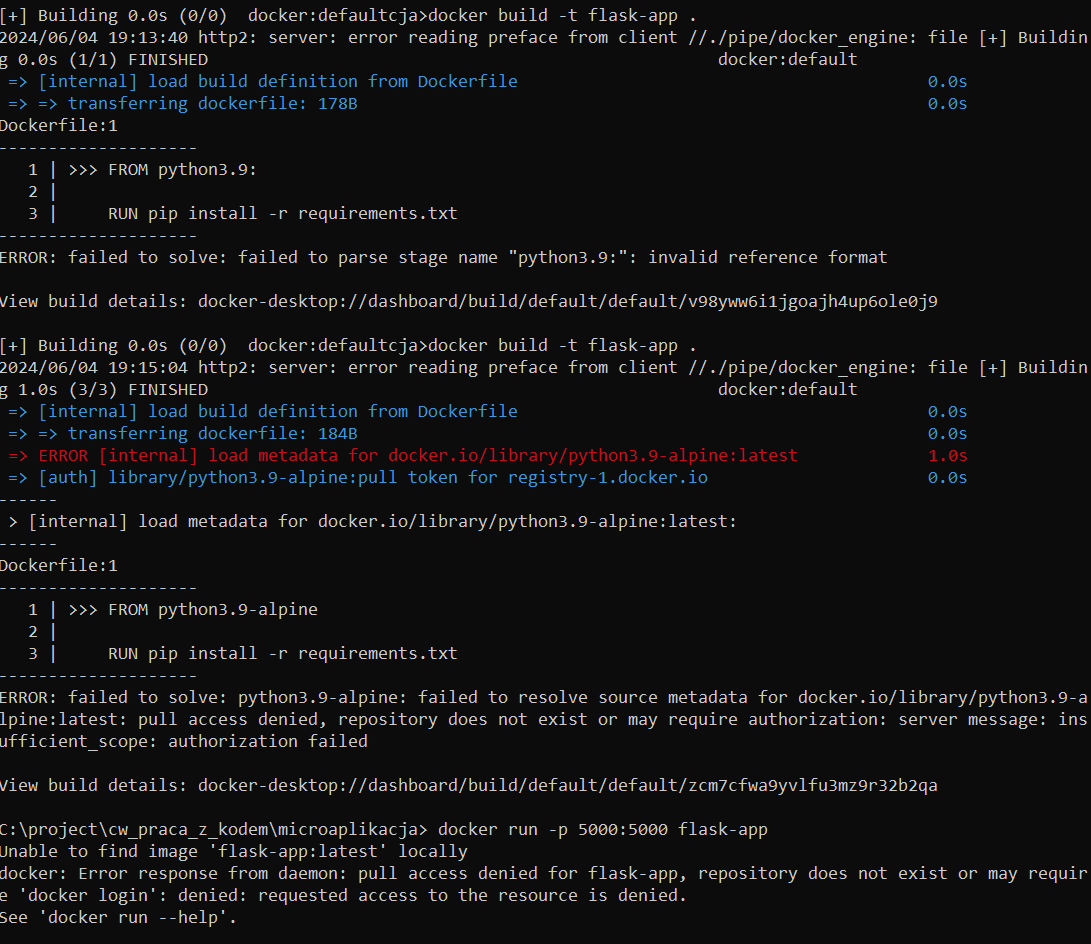 [+] Building 0.0s (0/0)  docker:defaultcja>docker build -t flask-app .
2024/06/04 19:13:40 http2: server: error reading preface from client //./pipe/docker_engine: file [+] Buildin
g 0.0s (1/1) FINISHED                                                   docker:default
 => [internal] load build definition from Dockerfile                                         0.0s
 => => transferring dockerfile: 178B                                                         0.0s
Dockerfile:1
--------------------
   1 | >>> FROM python3.9:
   2 |
   3 |     RUN pip install -r requirements.txt
--------------------
ERROR: failed to solve: failed to parse stage name "python3.9:": invalid reference format

View build details: docker-desktop://dashboard/build/default/default/v98yww6i1jgoajh4up6ole0j9

[+] Building 0.0s (0/0)  docker:defaultcja>docker build -t flask-app .
2024/06/04 19:15:04 http2: server: error reading preface from client //./pipe/docker_engine: file [+] Buildin
g 1.0s (3/3) FINISHED                                                   docker:default
 => [internal] load build definition from Dockerfile                                         0.0s
 => => transferring dockerfile: 184B                                                         0.0s
 => ERROR [internal] load metadata for docker.io/library/python3.9-alpine:latest             1.0s
 => [auth] library/python3.9-alpine:pull token for registry-1.docker.io                      0.0s
------
 > [internal] load metadata for docker.io/library/python3.9-alpine:latest:
------
Dockerfile:1
--------------------
   1 | >>> FROM python3.9-alpine
   2 |
   3 |     RUN pip install -r requirements.txt
--------------------
ERROR: failed to solve: python3.9-alpine: failed to resolve source metadata for docker.io/library/python3.9-a
lpine:latest: pull access denied, repository does not exist or may require authorization: server message: ins
ufficient_scope: authorization failed

View build details: docker-desktop://dashboard/build/default/default/zcm7cfwa9yvlfu3mz9r32b2qa

C:\project\cw_praca_z_kodem\microaplikacja> docker run -p 5000:5000 flask-app
Unable to find image 'flask-app:latest' locally
docker: Error response from daemon: pull access denied for flask-app, repository does not exist or may requir
e 'docker login': denied: requested access to the resource is denied.
See 'docker run --help'.